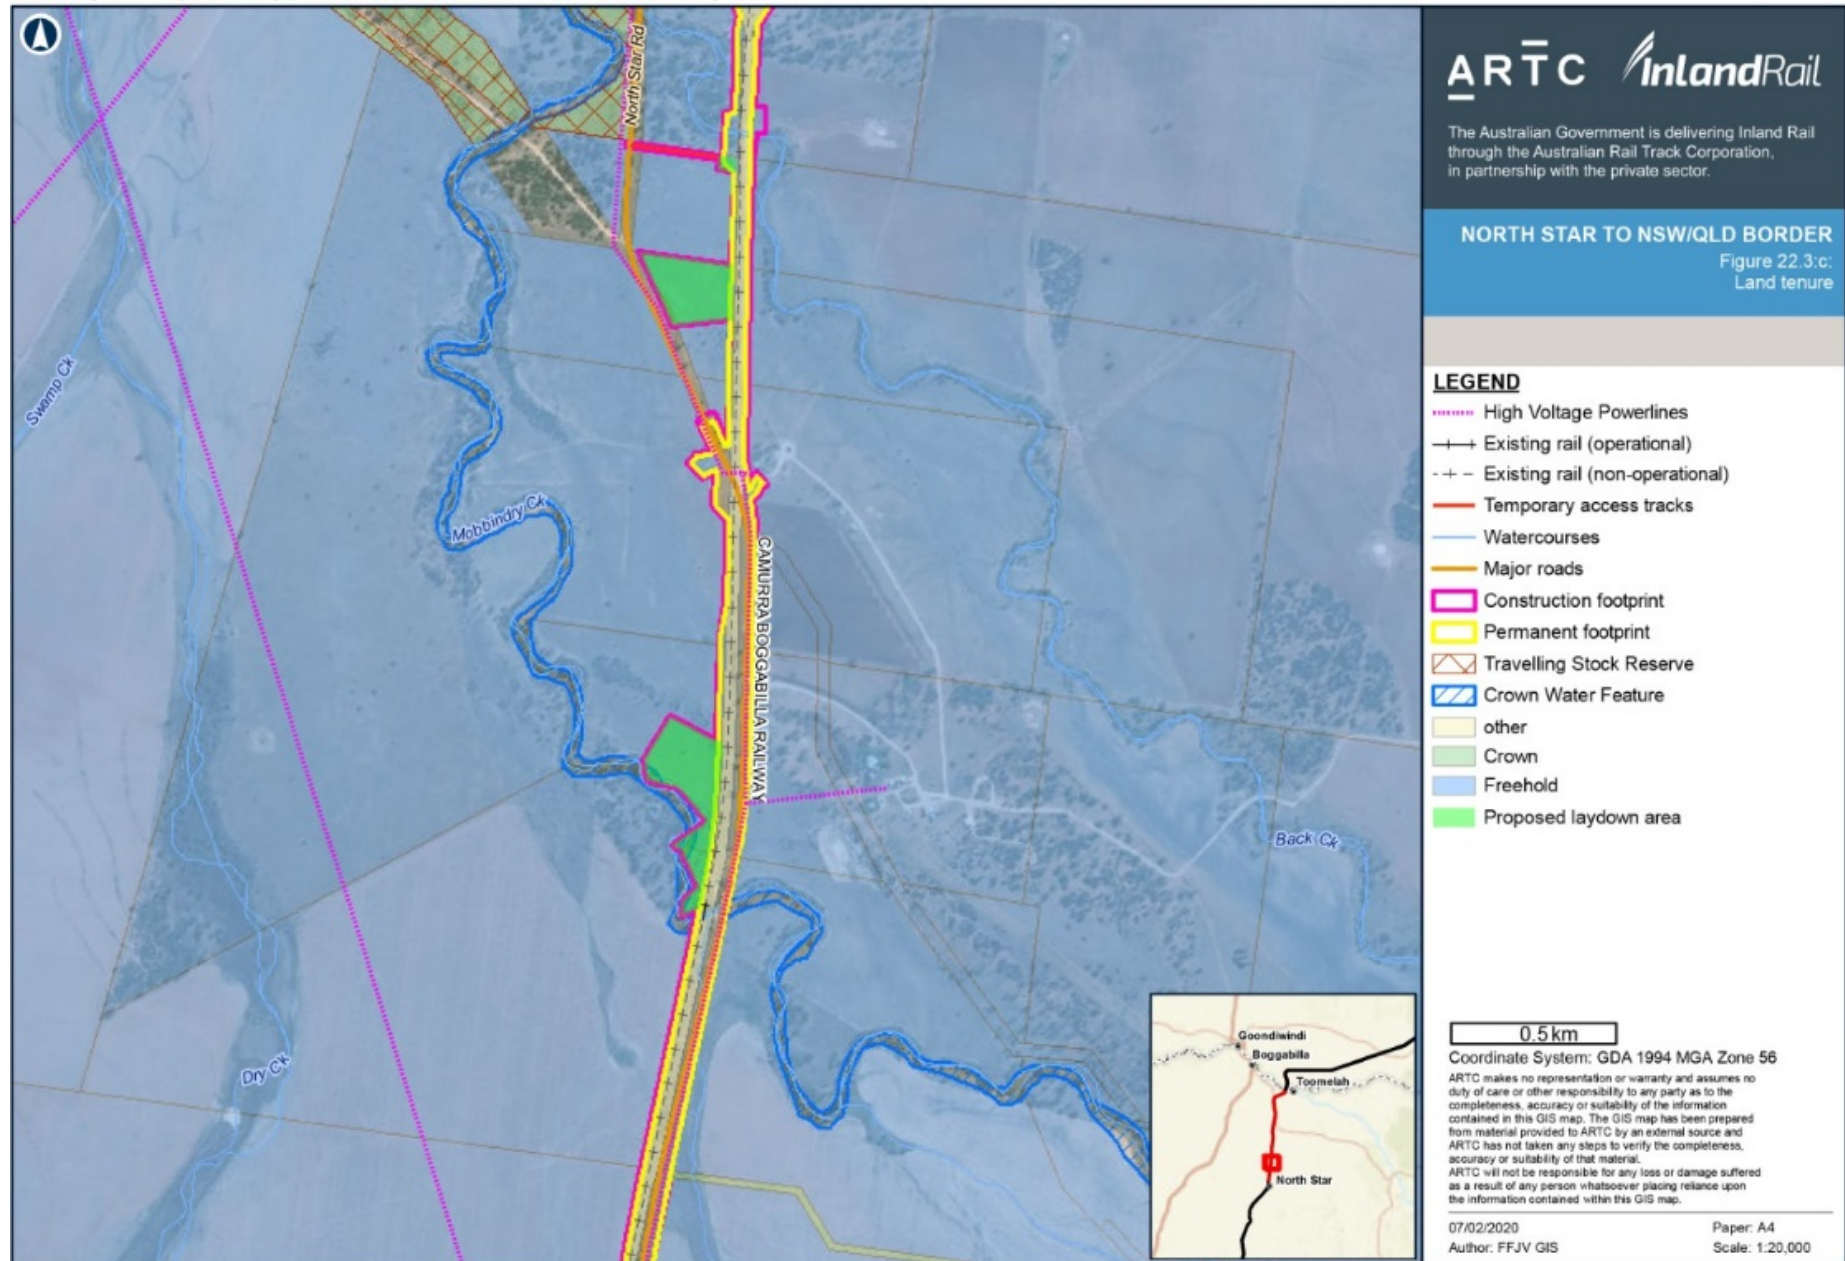 North Star Rd
Swamp Ck
Mobbindry Ck
CAMURRA BOGGABILLA RAILWAY
Back Ck
Dry Ck
Goondiwindi
Boggabilla
Toomelah
North Star
ARTC InlandRail
The Australian Government is delivering Inland Rail
through the Australian Rail Track Corporation,
in partnership with the private sector.
NORTH STAR TO NSW/QLD BORDER
Figure 22.3:c:
Land tenure
LEGEND
High Voltage Powerlines
Existing rail (operational)
Existing rail (non-operational)
Temporary access tracks
Watercourses
Major roads
Construction footprint
Permanent footprint
Travelling Stock Reserve
Crown Water Feature
other
Crown
Freehold
Proposed laydown area
0.5 km
Coordinate System: GDA 1994 MGA Zone 56
ARTC makes no representation or warranty and assumes no
duty of care or other responsibility to any party as to the
completeness, accuracy or suitability of the information
contained in this GIS map. The GIS map has been prepared
from material provided to ARTC by an external source and
ARTC has not taken any steps to verify the completeness,
accuracy or suitability of that material.
ARTC will not be responsible for any loss or damage suffered
as a result of any person whatsoever placing reliance upon
the information contained within this GIS map.
07/02/2020 Paper: A4
Author: FFJV GIS Scale: 1:20,000